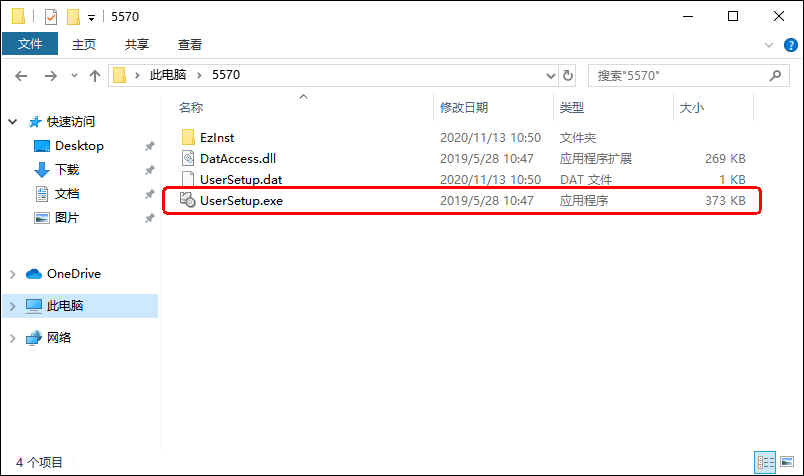 5570
文件 主页 共享 查看
此电脑 5570 搜索"5570"
名称 修改日期 类型 大小
快速访问
Desktop
下载
文档
图片
OneDrive
此电脑
网络
EzInst 2020/11/13 10:50 文件夹
DatAccess.dll 2019/5/28 10:47 应用程序扩展 269 KB
UserSetup.dat 2020/11/13 10:50 DAT 文件 1 KB
UserSetup.exe 2019/5/28 10:47 应用程序 373 KB
4 个项目